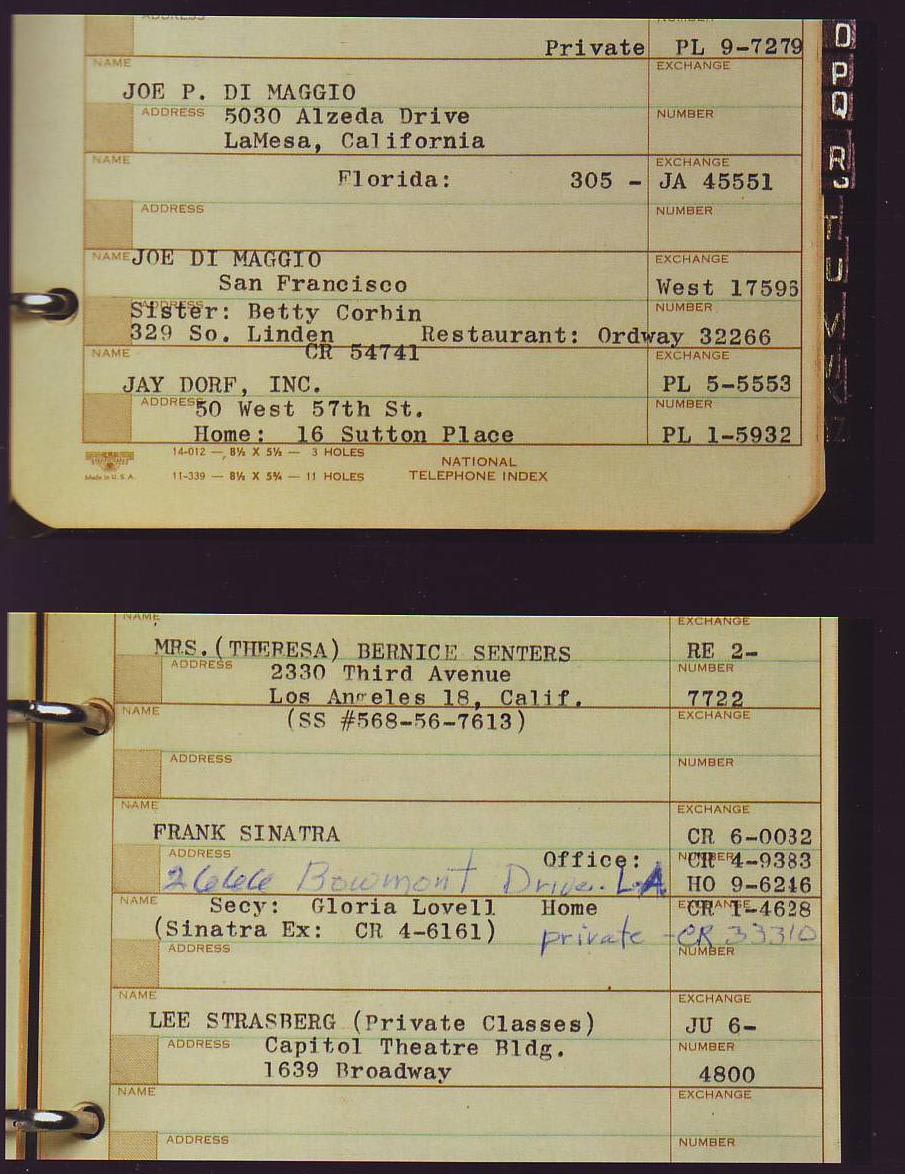 ADDRESS NUMBER
Private PL 9-7279
NAME EXCHANGE
JOE P. DI MAGGIO
ADDRESS 5030 Alzeda Drive NUMBER
LaMesa, California
NAME EXCHANGE
Florida: 305 - JA 45551
ADDRESS NUMBER
NAME JOE DI MAGGIO EXCHANGE
San Francisco West 17596
ADDRESS NUMBER
Sister: Betty Corbin
329 So. Linden Restaurant: Ordway 32266
NAME CR 54741 EXCHANGE
JAY DORF, INC. PL 5-5553
ADDRESS 50 West 57th St. NUMBER
Home: 16 Sutton Place PL 1-5932
14-012 — 8½ X 5½ — 3 HOLES
NATIONAL
11-339 — 8½ X 5¾ — 11 HOLES TELEPHONE INDEX
Made in U.S.A.
O
P
Q
R
T
U
NAME EXCHANGE
MRS.(THERESA) BERNICE SENTERS RE 2-
ADDRESS 2330 Third Avenue NUMBER
Los Angeles 18, Calif. 7722
NAME (SS #568-56-7613) EXCHANGE
ADDRESS NUMBER
NAME EXCHANGE
FRANK SINATRA CR 6-0032
ADDRESS Office: NUMBER CR 4-9383
2666 Bowmont Drive. LA HO 9-6246
NAME Secy: Gloria Lovell Home EXCHANGE CR 1-4628
(Sinatra Ex: CR 4-6161) private - CR 33310
ADDRESS NUMBER
NAME EXCHANGE
LEE STRASBERG (Private Classes) JU 6-
ADDRESS Capitol Theatre Bldg. NUMBER
1639 Broadway 4800
NAME EXCHANGE
ADDRESS NUMBER